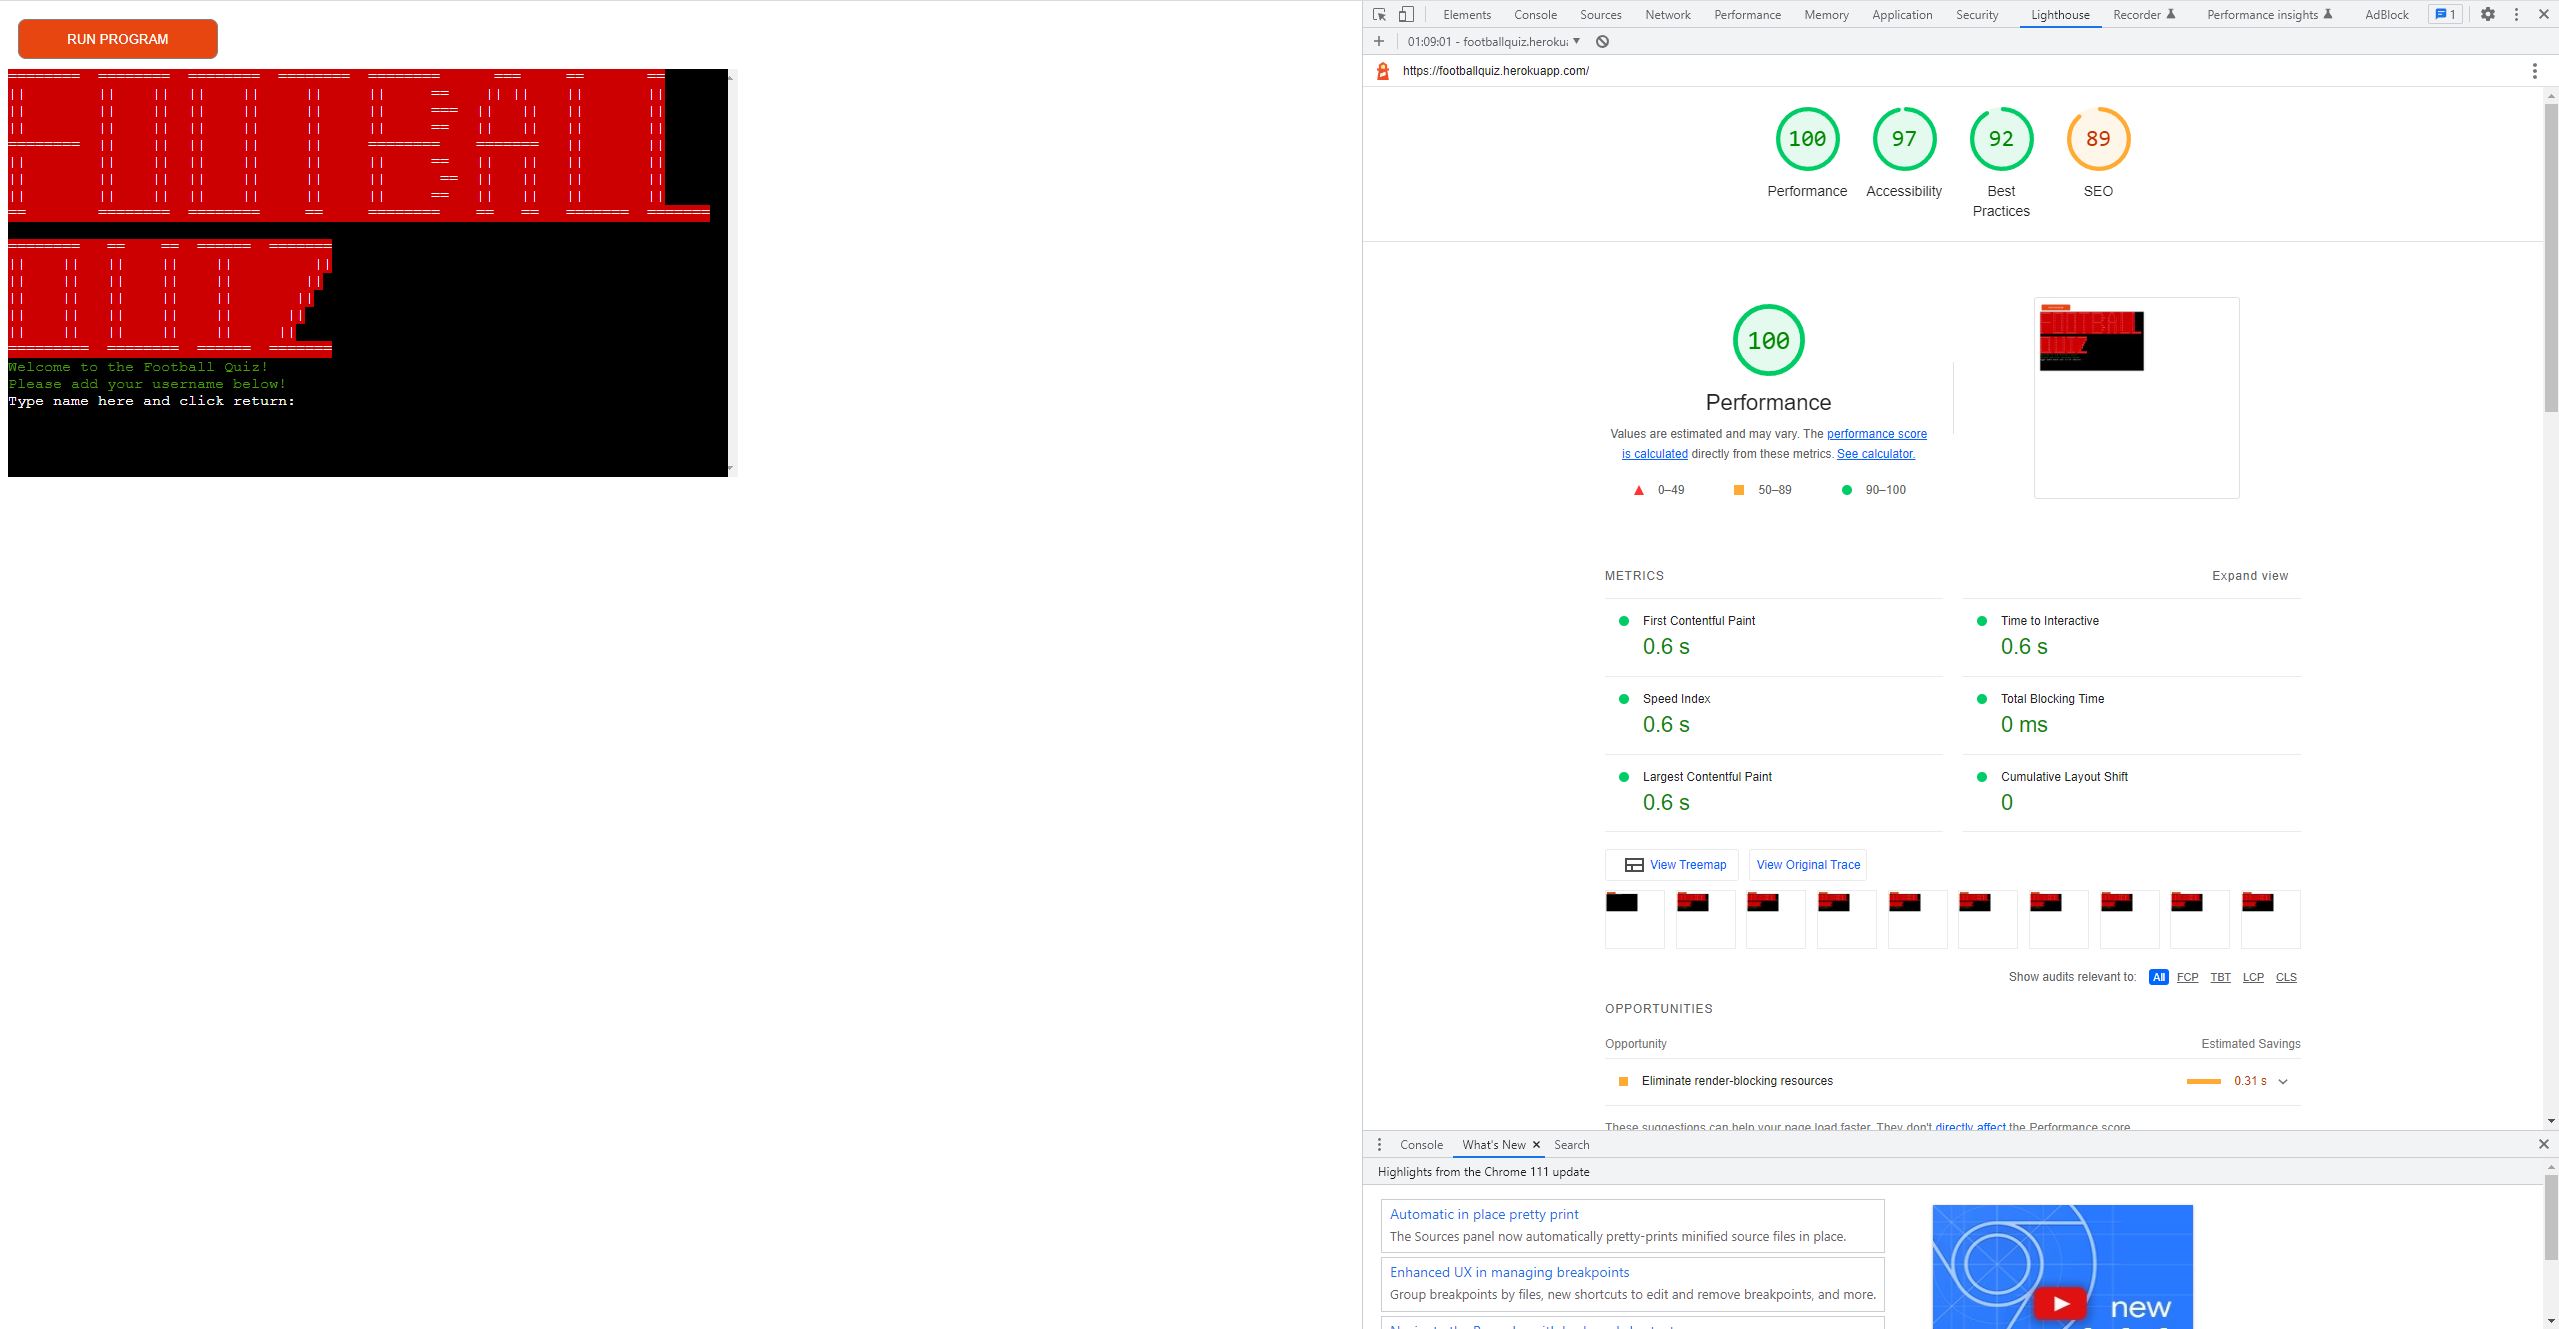 RUN PROGRAM
Welcome to the Football Quiz!
Please add your username below!
Type name here and click return:
Elements Console Sources Network Performance Memory Application Security Lighthouse Recorder Performance insights AdBlock 1
01:09:01 - footballquiz.heroku
https://footballquiz.herokuapp.com/
100 97 92 89
Performance Accessibility Best Practices SEO
100
Performance
Values are estimated and may vary. The performance score
is calculated directly from these metrics. See calculator.
0–49 50–89 90–100
METRICS Expand view
First Contentful Paint Time to Interactive
0.6 s 0.6 s
Speed Index Total Blocking Time
0.6 s 0 ms
Largest Contentful Paint Cumulative Layout Shift
0.6 s 0
View Treemap View Original Trace
Show audits relevant to: All FCP TBT LCP CLS
OPPORTUNITIES
Opportunity Estimated Savings
Eliminate render-blocking resources 0.31 s
These suggestions can help your page load faster. They don't directly affect the Performance score.
Console What's New Search
Highlights from the Chrome 111 update
Automatic in place pretty print
The Sources panel now automatically pretty-prints minified source files in place.
Enhanced UX in managing breakpoints
Group breakpoints by files, new shortcuts to edit and remove breakpoints, and more.
new